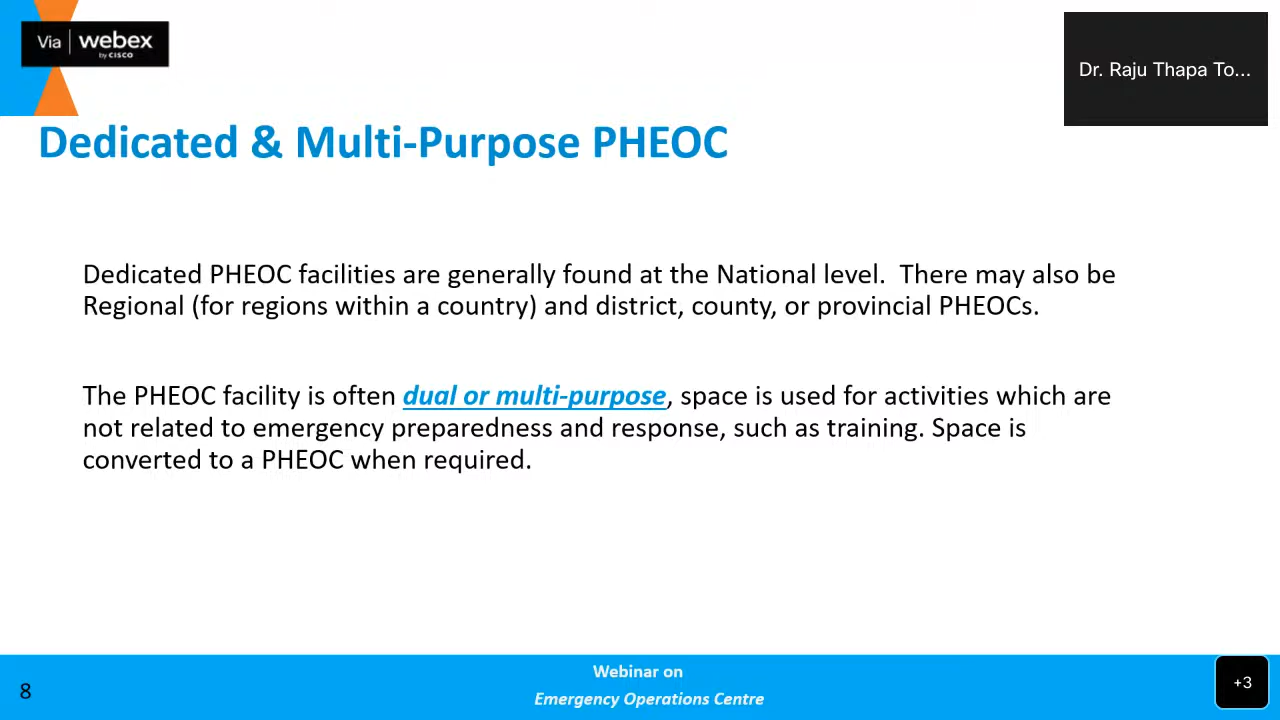 Via | webex
by CISCO
Dr. Raju Thapa To...
Dedicated & Multi-Purpose PHEOC
Dedicated PHEOC facilities are generally found at the National level.  There may also be
Regional (for regions within a country) and district, county, or provincial PHEOCs.
The PHEOC facility is often dual or multi-purpose, space is used for activities which are
not related to emergency preparedness and response, such as training. Space is
converted to a PHEOC when required.
Webinar on
Emergency Operations Centre
8
+3